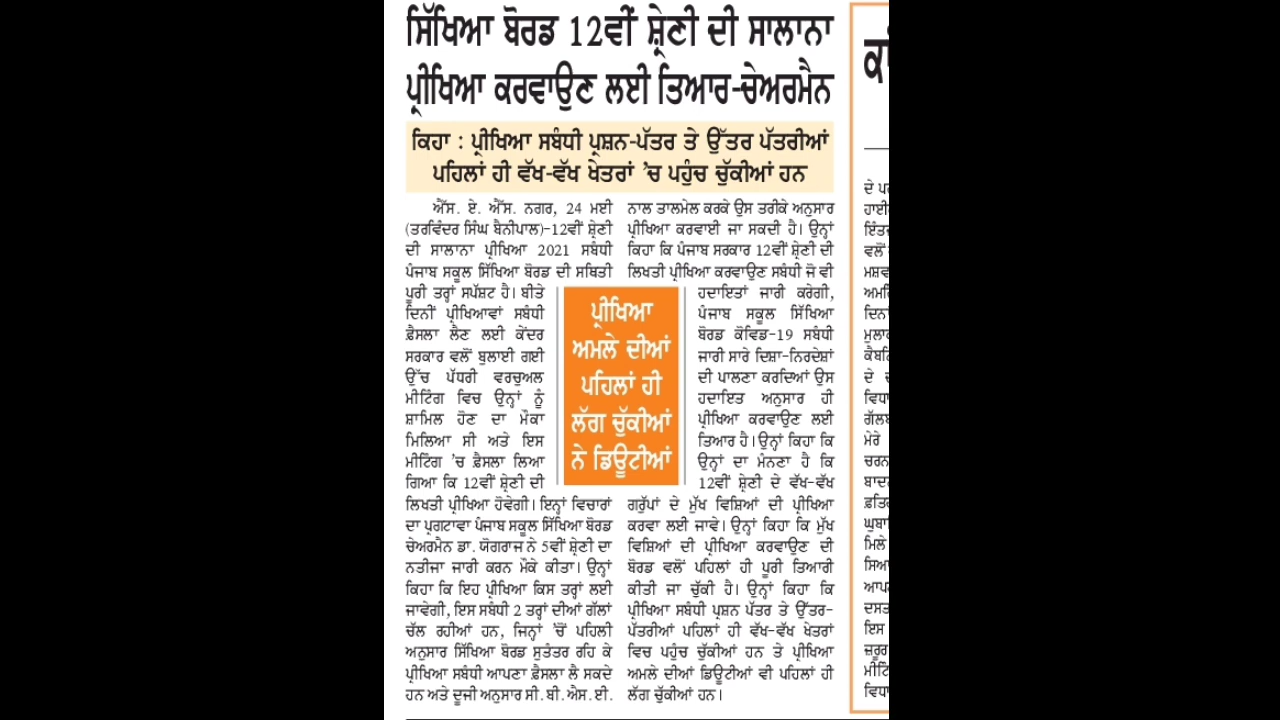 ਸਿੱਖਿਆ ਬੋਰਡ 12ਵੀਂ ਸ਼੍ਰੇਣੀ ਦੀ ਸਾਲਾਨਾ
ਪ੍ਰੀਖਿਆ ਕਰਵਾਉਣ ਲਈ ਤਿਆਰ-ਚੇਅਰਮੈਨ
ਕਿਹਾ : ਪ੍ਰੀਖਿਆ ਸਬੰਧੀ ਪ੍ਰਸ਼ਨ-ਪੱਤਰ ਤੇ ਉੱਤਰ ਪੱਤਰੀਆਂ
ਪਹਿਲਾਂ ਹੀ ਵੱਖ-ਵੱਖ ਖੇਤਰਾਂ 'ਚ ਪਹੁੰਚ ਚੁੱਕੀਆਂ ਹਨ
ਐੱਸ. ਏ. ਐੱਸ. ਨਗਰ, 24 ਮਈ
(ਤਰਵਿੰਦਰ ਸਿੰਘ ਬੈਨੀਪਾਲ)-12ਵੀਂ ਸ਼੍ਰੇਣੀ
ਦੀ ਸਾਲਾਨਾ ਪ੍ਰੀਖਿਆ 2021 ਸਬੰਧੀ
ਪੰਜਾਬ ਸਕੂਲ ਸਿੱਖਿਆ ਬੋਰਡ ਦੀ ਸਥਿਤੀ
ਪੂਰੀ ਤਰ੍ਹਾਂ ਸਪੱਸ਼ਟ ਹੈ। ਬੀਤੇ
ਦਿਨੀਂ ਪ੍ਰੀਖਿਆਵਾਂ ਸਬੰਧੀ
ਫ਼ੈਸਲਾ ਲੈਣ ਲਈ ਕੇਂਦਰ
ਸਰਕਾਰ ਵਲੋਂ ਬੁਲਾਈ ਗਈ
ਉੱਚ ਪੱਧਰੀ ਵਰਚੁਅਲ
ਮੀਟਿੰਗ ਵਿਚ ਉਨ੍ਹਾਂ ਨੂੰ
ਸ਼ਾਮਿਲ ਹੋਣ ਦਾ ਮੌਕਾ
ਮਿਲਿਆ ਸੀ ਅਤੇ ਇਸ
ਮੀਟਿੰਗ 'ਚ ਫ਼ੈਸਲਾ ਲਿਆ
ਗਿਆ ਕਿ 12ਵੀਂ ਸ਼੍ਰੇਣੀ ਦੀ
ਲਿਖਤੀ ਪ੍ਰੀਖਿਆ ਹੋਵੇਗੀ। ਇਨ੍ਹਾਂ ਵਿਚਾਰਾਂ
ਦਾ ਪ੍ਰਗਟਾਵਾ ਪੰਜਾਬ ਸਕੂਲ ਸਿੱਖਿਆ ਬੋਰਡ
ਚੇਅਰਮੈਨ ਡਾ. ਯੋਗਰਾਜ ਨੇ 5ਵੀਂ ਸ਼੍ਰੇਣੀ ਦਾ
ਨਤੀਜਾ ਜਾਰੀ ਕਰਨ ਮੌਕੇ ਕੀਤਾ। ਉਨ੍ਹਾਂ
ਕਿਹਾ ਕਿ ਇਹ ਪ੍ਰੀਖਿਆ ਕਿਸ ਤਰ੍ਹਾਂ ਲਈ
ਜਾਵੇਗੀ, ਇਸ ਸਬੰਧੀ 2 ਤਰ੍ਹਾਂ ਦੀਆਂ ਗੱਲਾਂ
ਚੱਲ ਰਹੀਆਂ ਹਨ, ਜਿਨ੍ਹਾਂ 'ਚੋਂ ਪਹਿਲੀ
ਅਨੁਸਾਰ ਸਿੱਖਿਆ ਬੋਰਡ ਸੁਤੰਤਰ ਰਹਿ ਕੇ
ਪ੍ਰੀਖਿਆ ਸਬੰਧੀ ਆਪਣਾ ਫ਼ੈਸਲਾ ਲੈ ਸਕਦੇ
ਹਨ ਅਤੇ ਦੂਜੀ ਅਨੁਸਾਰ ਸੀ. ਬੀ. ਐਸ. ਈ.
ਪ੍ਰੀਖਿਆ
ਅਮਲੇ ਦੀਆਂ
ਪਹਿਲਾਂ ਹੀ
ਲੱਗ ਚੁੱਕੀਆਂ
ਨੇ ਡਿਊਟੀਆਂ
ਨਾਲ ਤਾਲਮੇਲ ਕਰਕੇ ਉਸ ਤਰੀਕੇ ਅਨੁਸਾਰ
ਪ੍ਰੀਖਿਆ ਕਰਵਾਈ ਜਾ ਸਕਦੀ ਹੈ। ਉਨ੍ਹਾਂ
ਕਿਹਾ ਕਿ ਪੰਜਾਬ ਸਰਕਾਰ 12ਵੀਂ ਸ਼੍ਰੇਣੀ ਦੀ
ਲਿਖਤੀ ਪ੍ਰੀਖਿਆ ਕਰਵਾਉਣ ਸਬੰਧੀ ਜੋ ਵੀ
ਹਦਾਇਤਾਂ ਜਾਰੀ ਕਰੇਗੀ,
ਪੰਜਾਬ ਸਕੂਲ ਸਿੱਖਿਆ
ਬੋਰਡ ਕੋਵਿਡ-19 ਸਬੰਧੀ
ਜਾਰੀ ਸਾਰੇ ਦਿਸ਼ਾ-ਨਿਰਦੇਸ਼ਾਂ
ਦੀ ਪਾਲਣਾ ਕਰਦਿਆਂ ਉਸ
ਹਦਾਇਤ ਅਨੁਸਾਰ ਹੀ
ਪ੍ਰੀਖਿਆ ਕਰਵਾਉਣ ਲਈ
ਤਿਆਰ ਹੈ। ਉਨ੍ਹਾਂ ਕਿਹਾ ਕਿ
ਉਨ੍ਹਾਂ ਦਾ ਮੰਨਣਾ ਹੈ ਕਿ
12ਵੀਂ ਸ਼੍ਰੇਣੀ ਦੇ ਵੱਖ-ਵੱਖ
ਗਰੁੱਪਾਂ ਦੇ ਮੁੱਖ ਵਿਸ਼ਿਆਂ ਦੀ ਪ੍ਰੀਖਿਆ
ਕਰਵਾ ਲਈ ਜਾਵੇ। ਉਨ੍ਹਾਂ ਕਿਹਾ ਕਿ ਮੁੱਖ
ਵਿਸ਼ਿਆਂ ਦੀ ਪ੍ਰੀਖਿਆ ਕਰਵਾਉਣ ਦੀ
ਬੋਰਡ ਵਲੋਂ ਪਹਿਲਾਂ ਹੀ ਪੂਰੀ ਤਿਆਰੀ
ਕੀਤੀ ਜਾ ਚੁੱਕੀ ਹੈ। ਉਨ੍ਹਾਂ ਕਿਹਾ ਕਿ
ਪ੍ਰੀਖਿਆ ਸਬੰਧੀ ਪ੍ਰਸ਼ਨ ਪੱਤਰ ਤੇ ਉੱਤਰ-
ਪੱਤਰੀਆਂ ਪਹਿਲਾਂ ਹੀ ਵੱਖ-ਵੱਖ ਖੇਤਰਾਂ
ਵਿਚ ਪਹੁੰਚ ਚੁੱਕੀਆਂ ਹਨ ਤੇ ਪ੍ਰੀਖਿਆ
ਅਮਲੇ ਦੀਆਂ ਡਿਊਟੀਆਂ ਵੀ ਪਹਿਲਾਂ ਹੀ
ਲੱਗ ਚੁੱਕੀਆਂ ਹਨ।
ਦੇ
ਵਲੋਂ
ਕੈਬਨਿ
ਦੇ
ਮੇਰੇ
ਮਿਲੇ
ਇਸ
ਜ਼ਰੂਰ